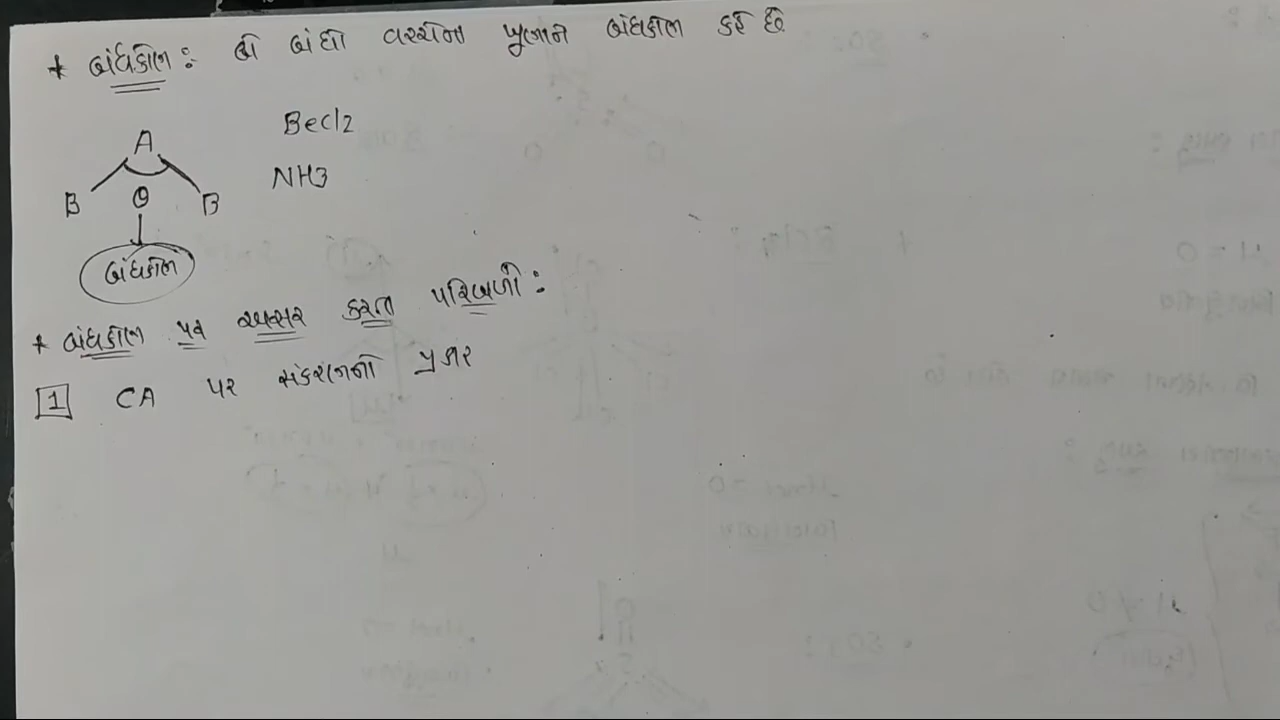 * બંધકોણ : બે બંધો વચ્ચેના ખુણાને બંધકોણ કહે છે
A
BeCl2
B θ B
NH3
બંધકોણ
* બંધકોણ પર અસર કરતા પરિબળો :
1 CA પર સંકરણનો પ્રકાર